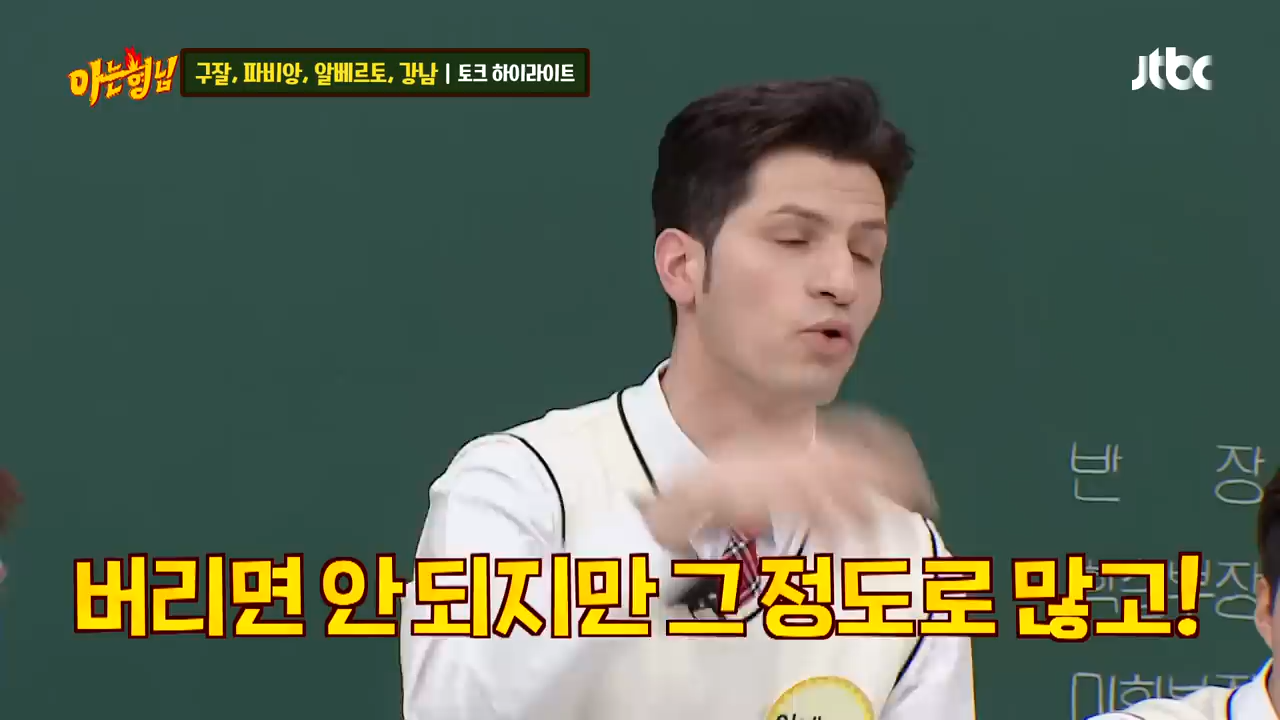 아는형님
구잘, 파비앙, 알베르토, 강남 | 토크 하이라이트
jtbc
반 장
버리면 안 되지만 그 정도로 많고!